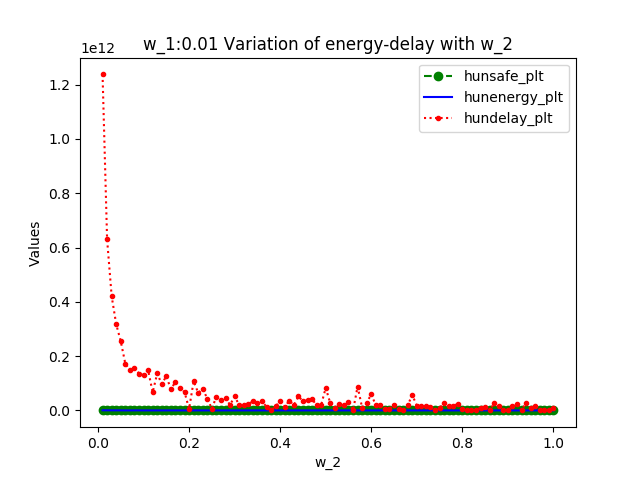 w_1:0.01 Variation of energy-delay with w_2
1e12
hunsafe_plt
hunenergy_plt
hundelay_plt
Values
1.2
1.0
0.8
0.6
0.4
0.2
0.0
0.0 0.2 0.4 0.6 0.8 1.0
w_2